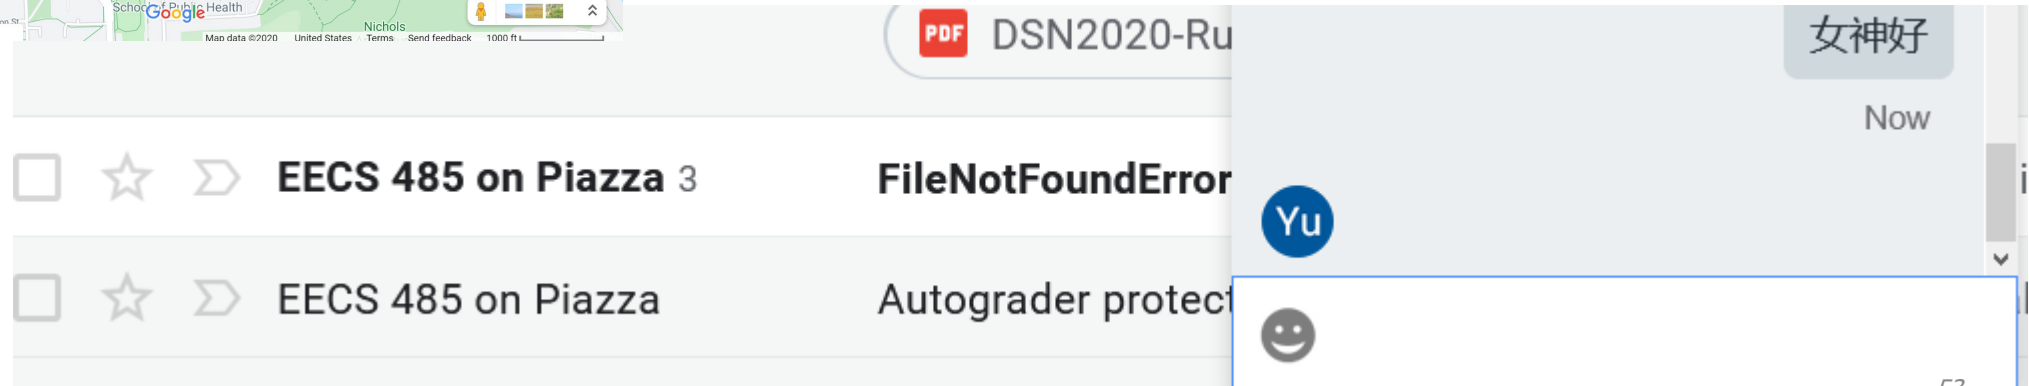 School of Public Health
Google
Nichols
Map data ©2020 United States Terms Send feedback 1000 ft
PDF DSN2020-Ru
女神好
Now
EECS 485 on Piazza 3 FileNotFoundError
Yu
EECS 485 on Piazza Autograder protect